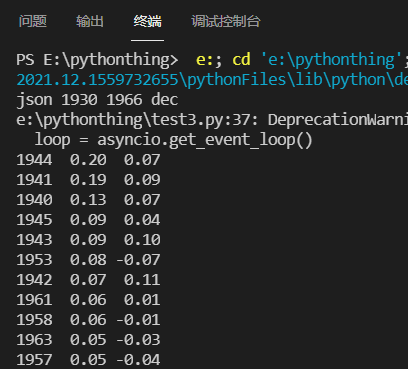 问题 输出 终端 调试控制台
PS E:\pythonthing>  e:; cd 'e:\pythonthing';
2021.12.1559732655\pythonFiles\lib\python\de
json 1930 1966 dec
e:\pythonthing\test3.py:37: DeprecationWarni
  loop = asyncio.get_event_loop()
1944  0.20  0.07
1941  0.19  0.09
1940  0.13  0.07
1945  0.09  0.04
1943  0.09  0.10
1953  0.08 -0.07
1942  0.07  0.11
1961  0.06  0.01
1958  0.06 -0.01
1963  0.05 -0.03
1957  0.05 -0.04